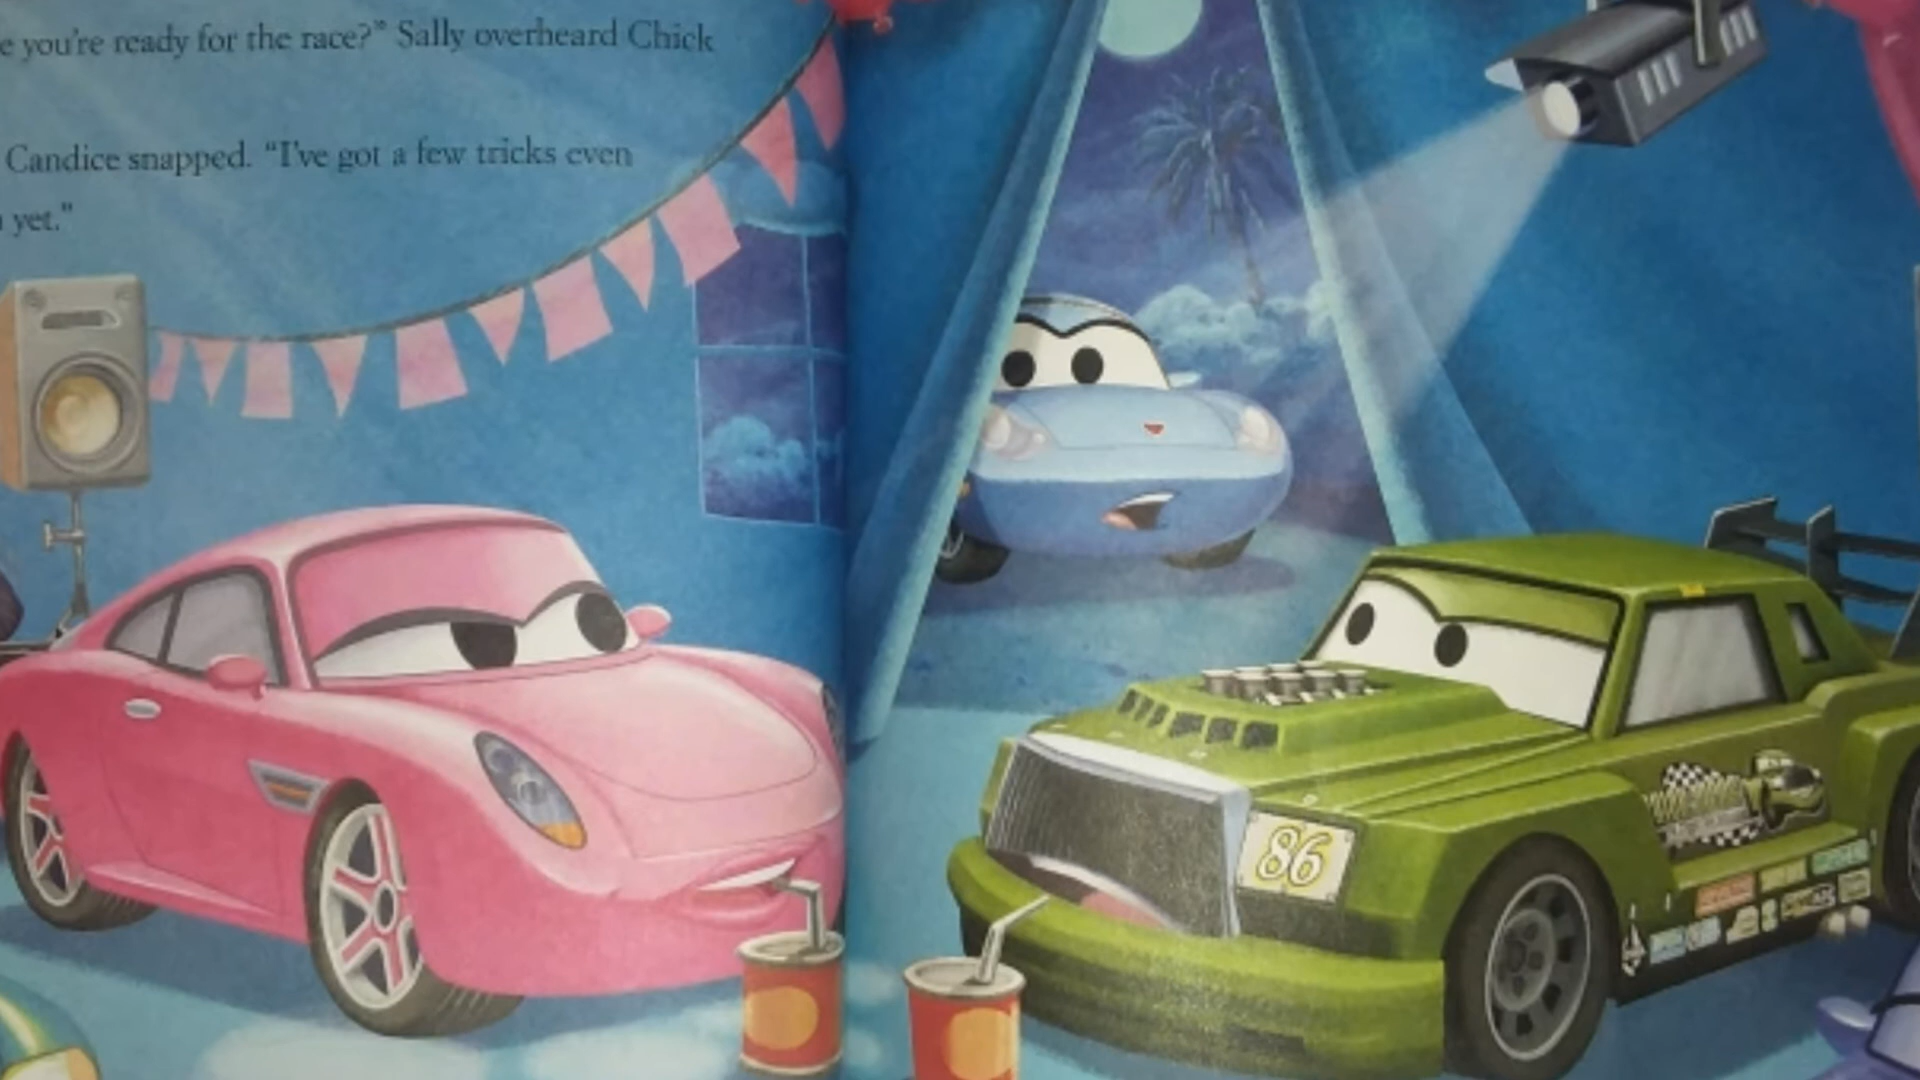 e you're ready for the race?" Sally overheard Chick
Candice snapped. "I've got a few tricks even
yet."
86